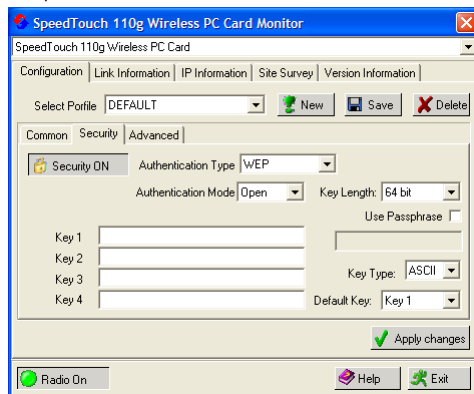 SpeedTouch 110g Wireless PC Card Monitor
SpeedTouch 110g Wireless PC Card
Configuration Link Information IP Information Site Survey Version Information
Select Porfile DEFAULT New Save Delete
Common Security Advanced
Security ON Authentication Type WEP
Authentication Mode Open Key Length: 64 bit
Use Passphrase
Key 1
Key 2
Key 3 Key Type: ASCII
Key 4 Default Key: Key 1
Apply changes
Radio On Help Exit